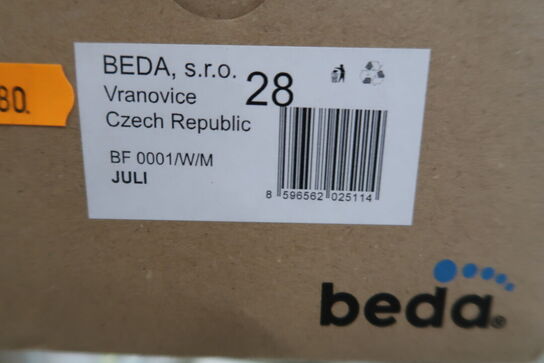 BEDA, s.r.o.
28
Vranovice
Czech Republic
BF 0001/W/M
JULI
8 596562 025114
80.
beda®